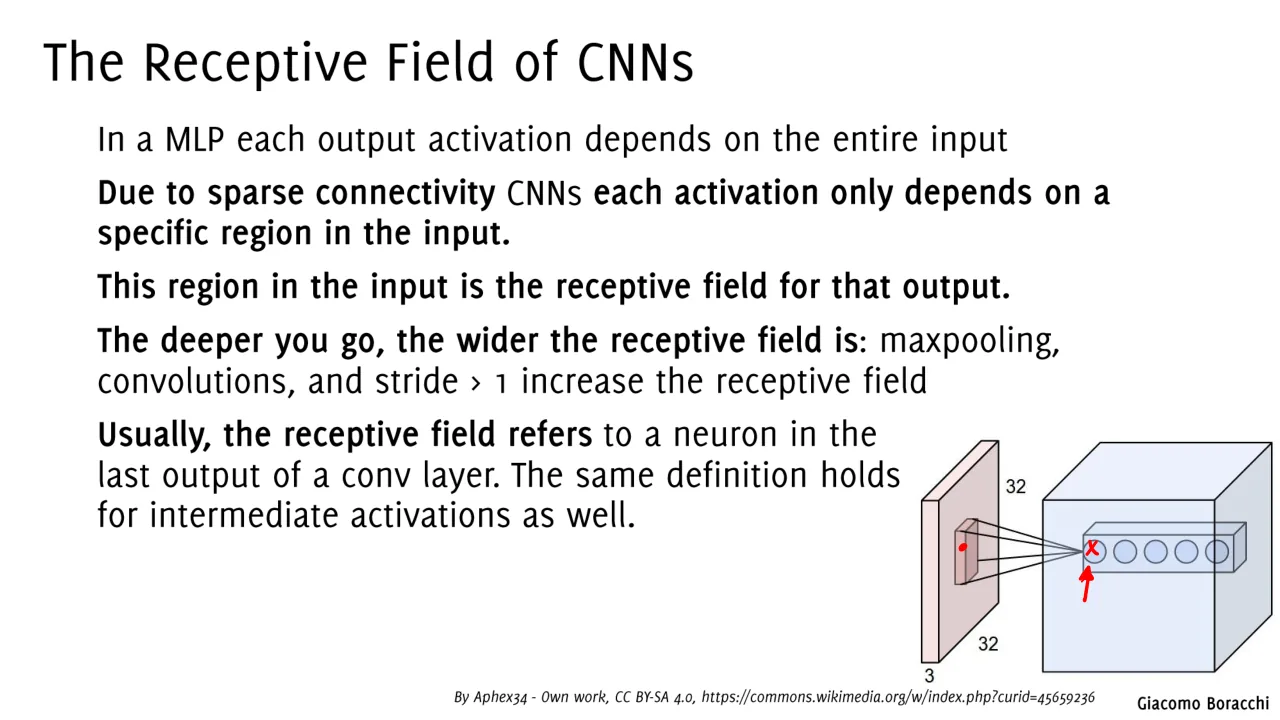 The Receptive Field of CNNs
In a MLP each output activation depends on the entire input
Due to sparse connectivity CNNs each activation only depends on a
specific region in the input.
This region in the input is the receptive field for that output.
The deeper you go, the wider the receptive field is: maxpooling,
convolutions, and stride > 1 increase the receptive field
Usually, the receptive field refers to a neuron in the
last output of a conv layer. The same definition holds
for intermediate activations as well.
32
x
32
3
By Aphex34 - Own work, CC BY-SA 4.0, https://commons.wikimedia.org/w/index.php?curid=45659236
Giacomo Boracchi